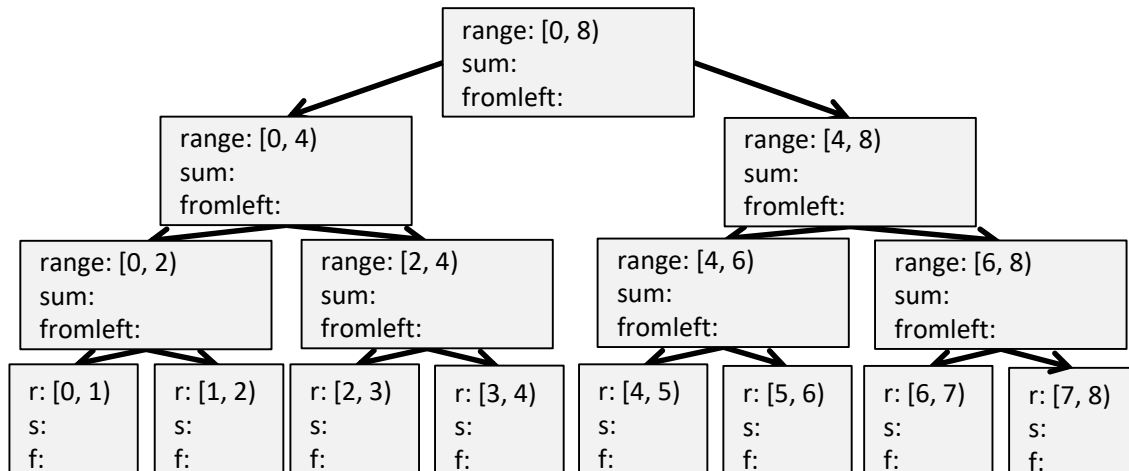 range: [0, 8)
sum:
fromleft:
range: [0, 4)
sum:
fromleft:
range: [4, 8)
sum:
fromleft:
range: [0, 2)
sum:
fromleft:
range: [2, 4)
sum:
fromleft:
range: [4, 6)
sum:
fromleft:
range: [6, 8)
sum:
fromleft:
r: [0, 1)
s:
f:
r: [1, 2)
s:
f:
r: [2, 3)
s:
f:
r: [3, 4)
s:
f:
r: [4, 5)
s:
f:
r: [5, 6)
s:
f:
r: [6, 7)
s:
f:
r: [7, 8)
s:
f: